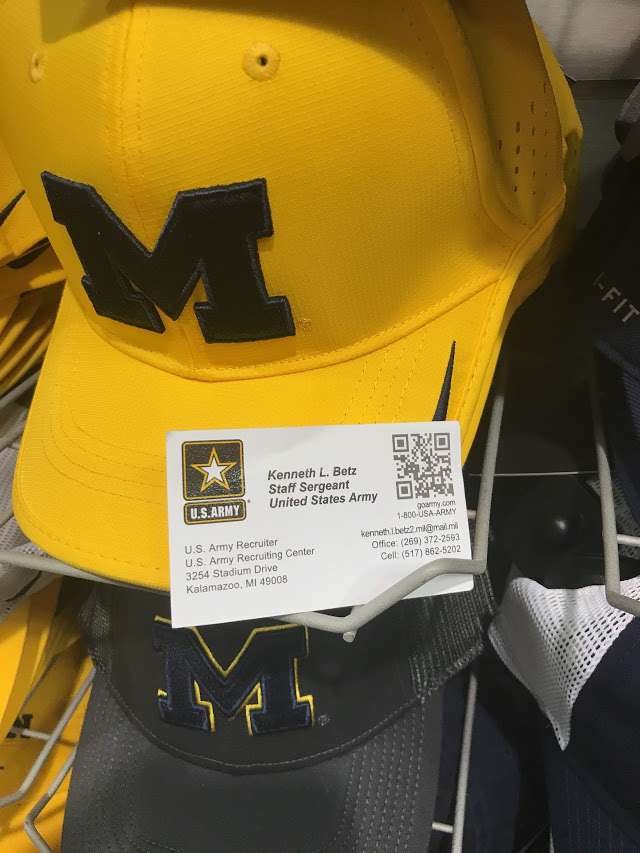 M
Kenneth L. Betz
Staff Sergeant
United States Army
U.S. ARMY
goarmy.com
1-800-USA-ARMY
kenneth.l.betz2.mil@mail.mil
Office: (269) 372-2593
Cell: (517) 862-5202
U.S. Army Recruiter
U.S. Army Recruiting Center
3254 Stadium Drive
Kalamazoo, MI 49008
M
-FIT